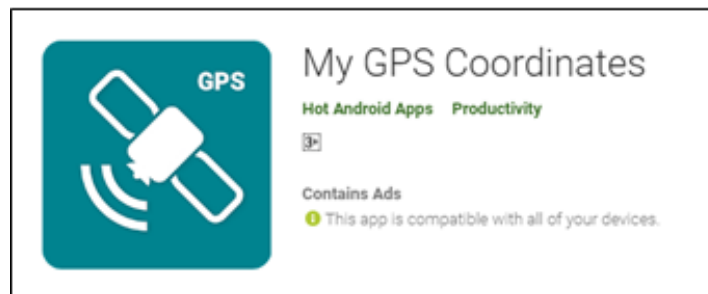 GPS
My GPS Coordinates
Hot Android Apps Productivity
3+
Contains Ads
This app is compatible with all of your devices.